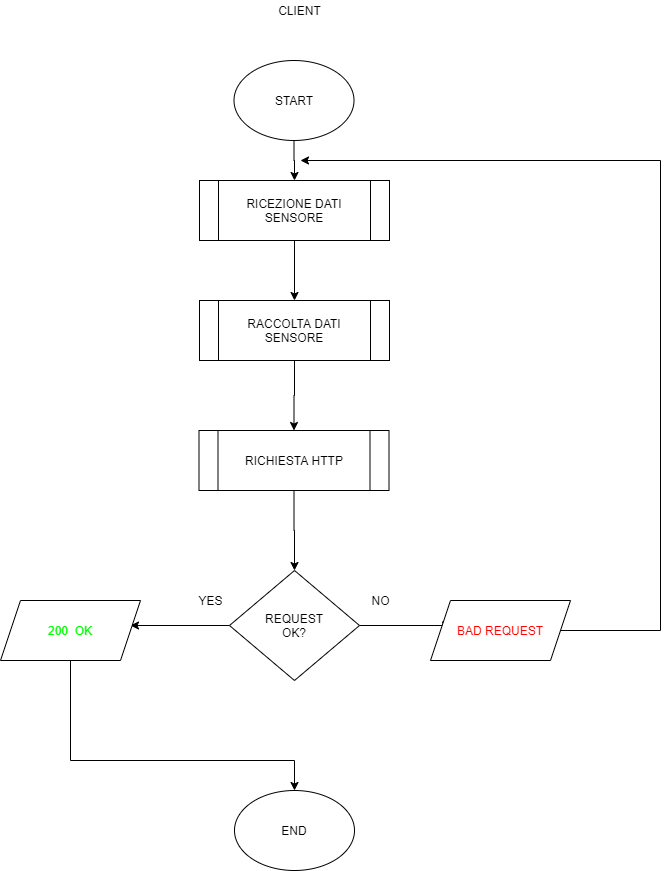 CLIENT
START
RICEZIONE DATI
SENSORE
RACCOLTA DATI
SENSORE
RICHIESTA HTTP
YES
NO
REQUEST
OK?
200 OK
BAD REQUEST
END